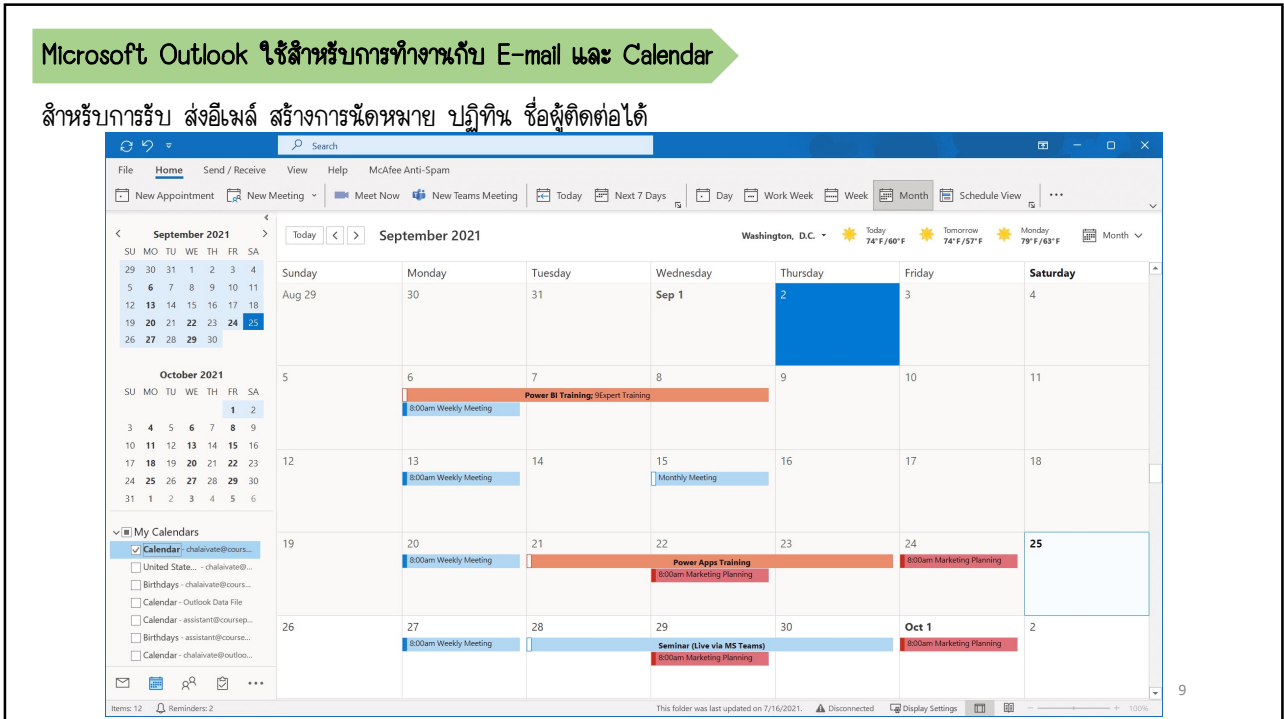 Microsoft Outlook ใช้สำหรับการทำงานกับ E-mail และ Calendar
สำหรับการรับ ส่งอีเมล์ สร้างการนัดหมาย ปฏิทิน ชื่อผู้ติดต่อได้
Search
File Home Send / Receive View Help McAfee Anti-Spam
New Appointment New Meeting Meet Now New Teams Meeting Today Next 7 Days Day Work Week Week Month Schedule View
September 2021
SU MO TU WE TH FR SA
29 30 31 1 2 3 4
5 6 7 8 9 10 11
12 13 14 15 16 17 18
19 20 21 22 23 24 25
26 27 28 29 30
October 2021
SU MO TU WE TH FR SA
1 2
3 4 5 6 7 8 9
10 11 12 13 14 15 16
17 18 19 20 21 22 23
24 25 26 27 28 29 30
31 1 2 3 4 5 6
My Calendars
Calendar - chalaivate@cours...
United State... - chalaivate@...
Birthdays - chalaivate@cours...
Calendar - Outlook Data File
Calendar - assistant@coursep...
Birthdays - assistant@course...
Calendar - chalaivate@outloo...
Today September 2021 Washington, D.C. Today 74°F/60°F Tomorrow 74°F/57°F Monday 79°F/63°F Month
Sunday Monday Tuesday Wednesday Thursday Friday Saturday
Aug 29 30 31 Sep 1 2 3 4
5 6 7 8 9 10 11
Power BI Training; 9Expert Training
8:00am Weekly Meeting
12 13 14 15 16 17 18
8:00am Weekly Meeting Monthly Meeting
19 20 21 22 23 24 25
8:00am Weekly Meeting Power Apps Training 8:00am Marketing Planning
8:00am Marketing Planning
26 27 28 29 30 Oct 1 2
8:00am Weekly Meeting Seminar (Live via MS Teams) 8:00am Marketing Planning
8:00am Marketing Planning
Items: 12 Reminders: 2 This folder was last updated on 7/16/2021. Disconnected Display Settings 100%
9